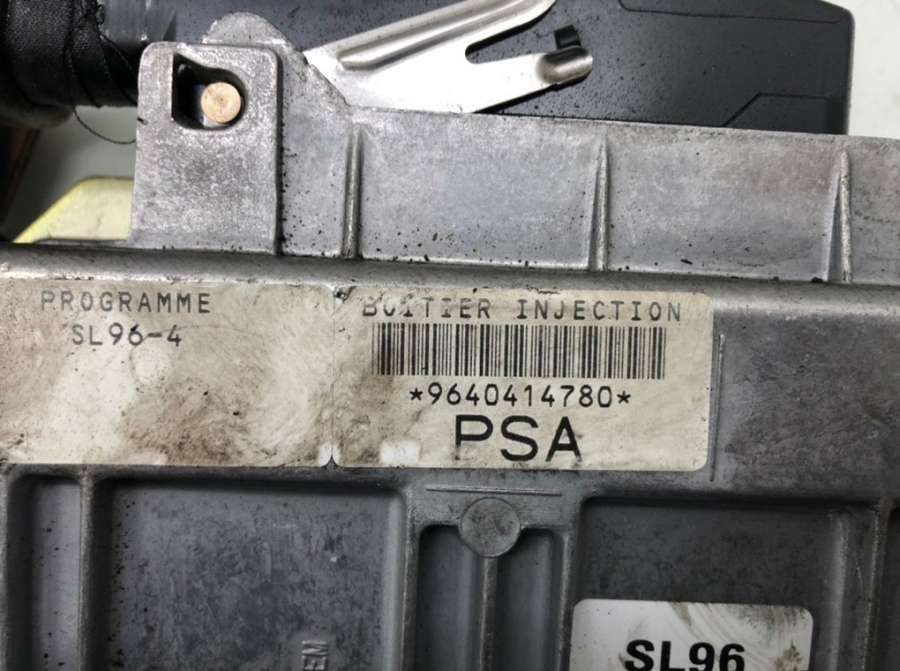 PROGRAMME
SL96-4
BOITIER INJECTION
*9640414780*
PSA
SL96